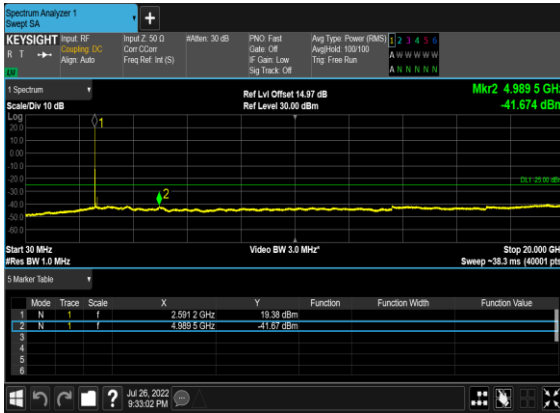 Spectrum Analyzer 1
Swept SA
+
KEYSIGHT Input: RF Input Z: 50 Ω #Atten: 30 dB PNO: Fast Avg Type: Power (RMS) 1 2 3 4 5 6
R T Coupling: DC Corr CCorr Gate: Off Avg|Hold: 100/100 A W W W W W
Align: Auto Freq Ref: Int (S) IF Gain: Low Trig: Free Run
Sig Track: Off A N N N N N
1 Spectrum Ref Lvl Offset 14.97 dB Mkr2 4.989 5 GHz
Scale/Div 10 dB Ref Level 30.00 dBm -41.674 dBm
Log
20.0
10.0
0.00
-10.0
-20.0
-30.0
-40.0
-50.0
-60.0
1
2
DL1 -25.00 dBm
Start 30 MHz Video BW 3.0 MHz* Stop 20.000 GHz
#Res BW 1.0 MHz Sweep ~38.3 ms (40001 pts)
5 Marker Table
Mode Trace Scale X Y Function Function Width Function Value
1 N 1 f 2.591 2 GHz 19.38 dBm
2 N 1 f 4.989 5 GHz -41.67 dBm
3
4
5
6
? Jul 26, 2022
9:33:02 PM